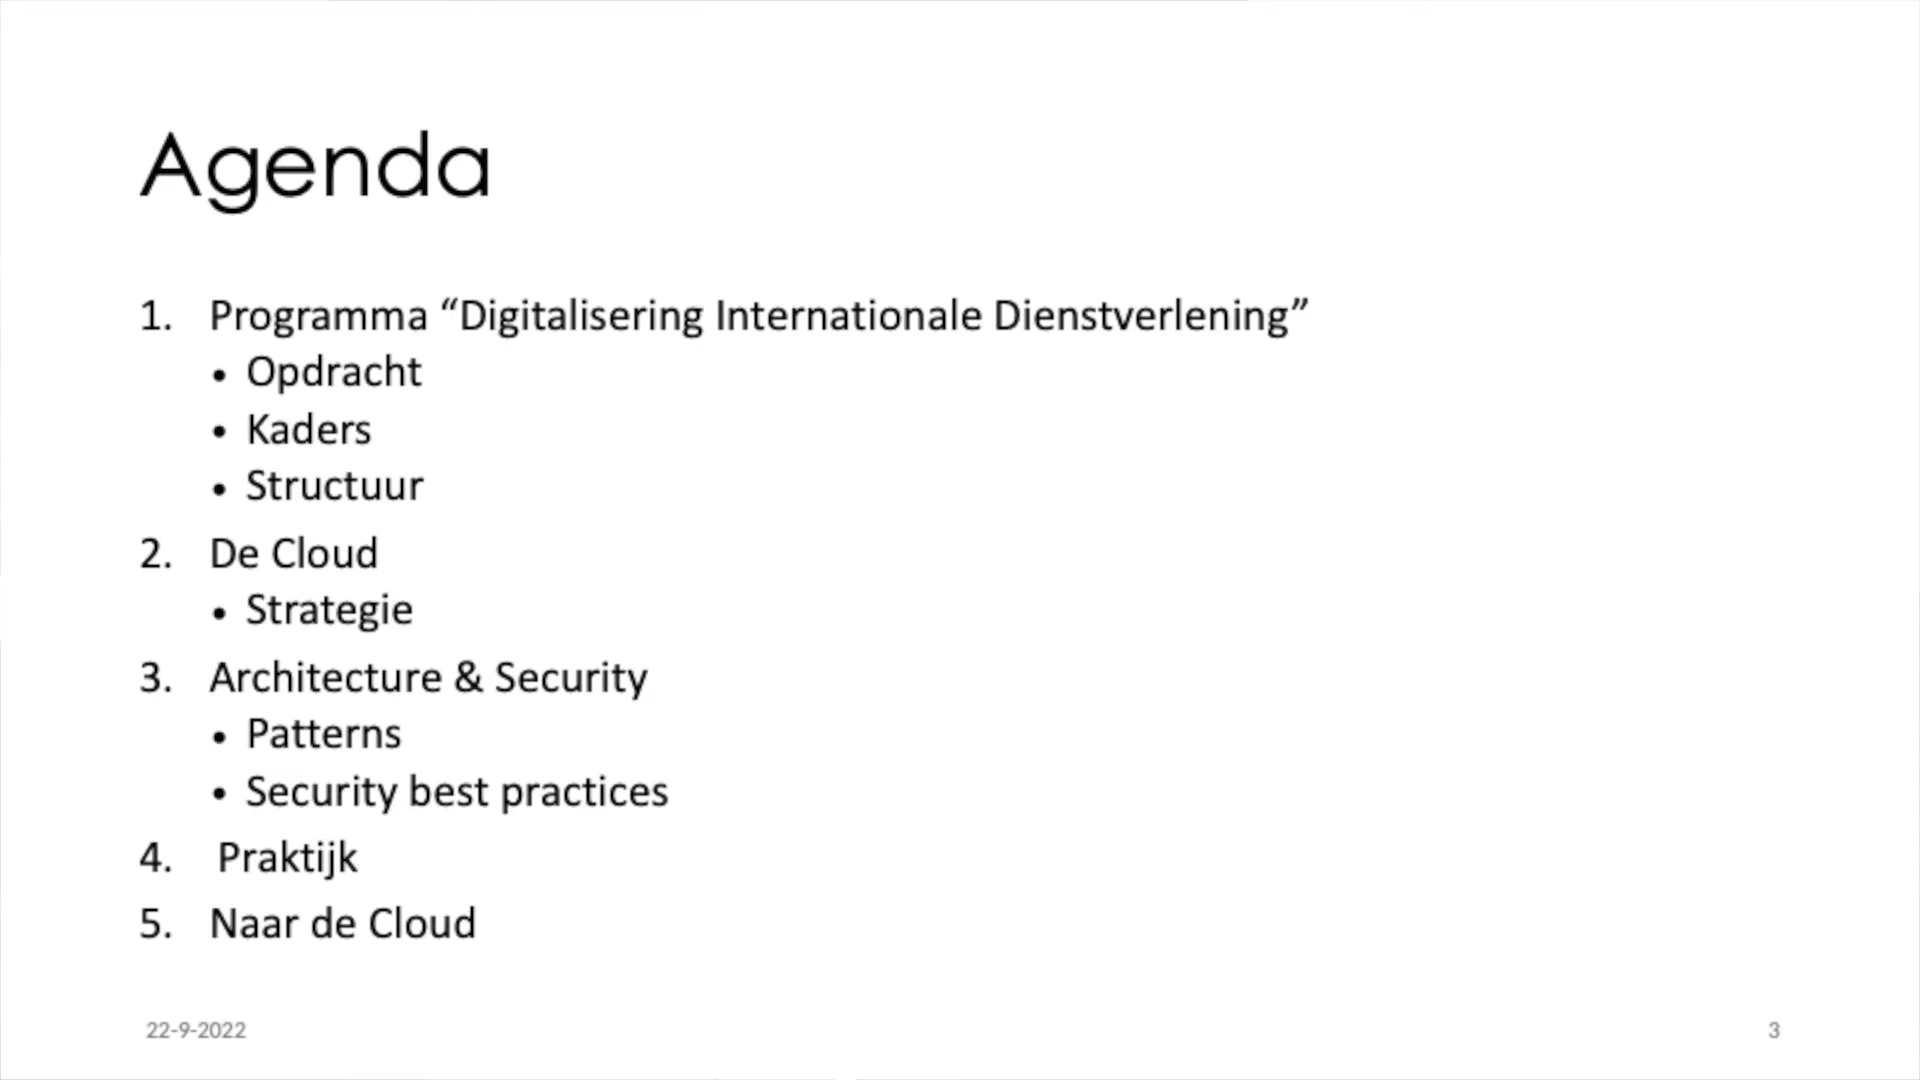 Agenda
1. Programma “Digitalisering Internationale Dienstverlening”
• Opdracht
• Kaders
• Structuur
2. De Cloud
• Strategie
3. Architecture & Security
• Patterns
• Security best practices
4. Praktijk
5. Naar de Cloud
22-9-2022
3